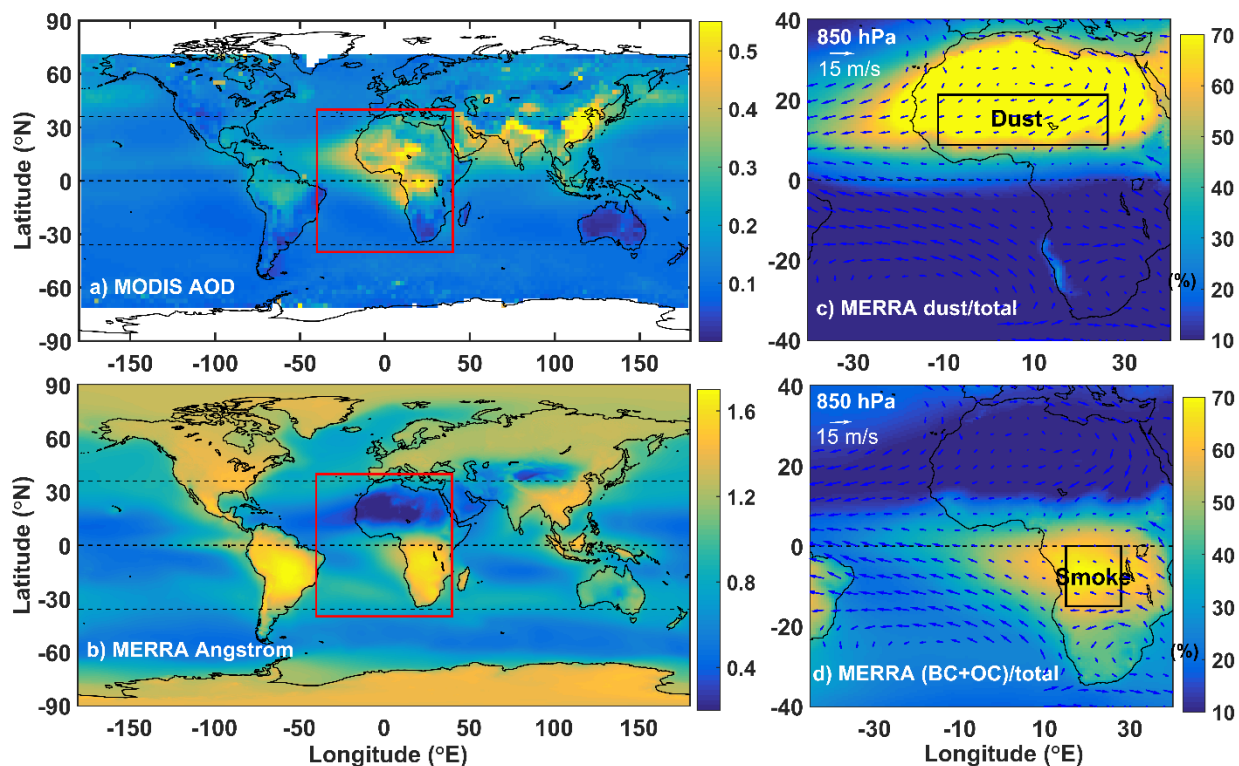 90
60
30
0
-30
-60
-90
Latitude (°N)
a) MODIS AOD
-150 -100 -50 0 50 100 150
0.5
0.4
0.3
0.2
0.1
40
20
0
-20
-40
850 hPa
15 m/s
Dust
(%)
c) MERRA dust/total
-30 -10 10 30
70
60
50
40
30
20
10
90
60
30
0
-30
-60
-90
Latitude (°N)
b) MERRA Angstrom
-150 -100 -50 0 50 100 150
Longitude (°E)
1.6
1.2
0.8
0.4
40
20
0
-20
-40
850 hPa
15 m/s
Smoke
(%)
d) MERRA (BC+OC)/total
-30 -10 10 30
Longitude (°E)
70
60
50
40
30
20
10